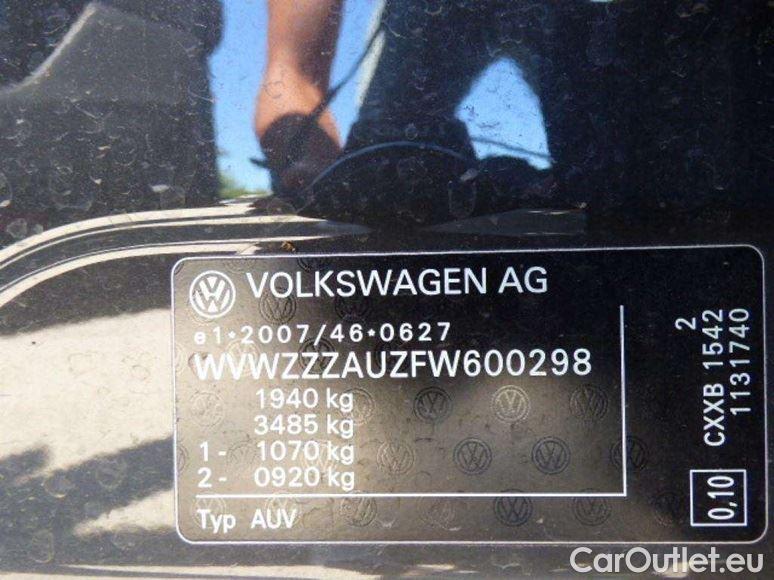 VOLKSWAGEN AG
e1*2007/46*0627
WVWZZZAUZFW600298
1940 kg
3485 kg
1- 1070 kg
2- 0920 kg
Typ AUV
2
CXXB 1542
1131740
0,10
CarOutlet.eu